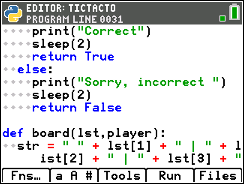 EDITOR: TICTACTO
PROGRAM LINE 0031
print("Correct")
sleep(2)
return True
else:
print("Sorry, incorrect ")
sleep(2)
return False
def board(lst,player):
str = " " + lst[1] + " | " + l
ist[2] + " | " + lst[3] + "
Fns… a A # Tools Run Files